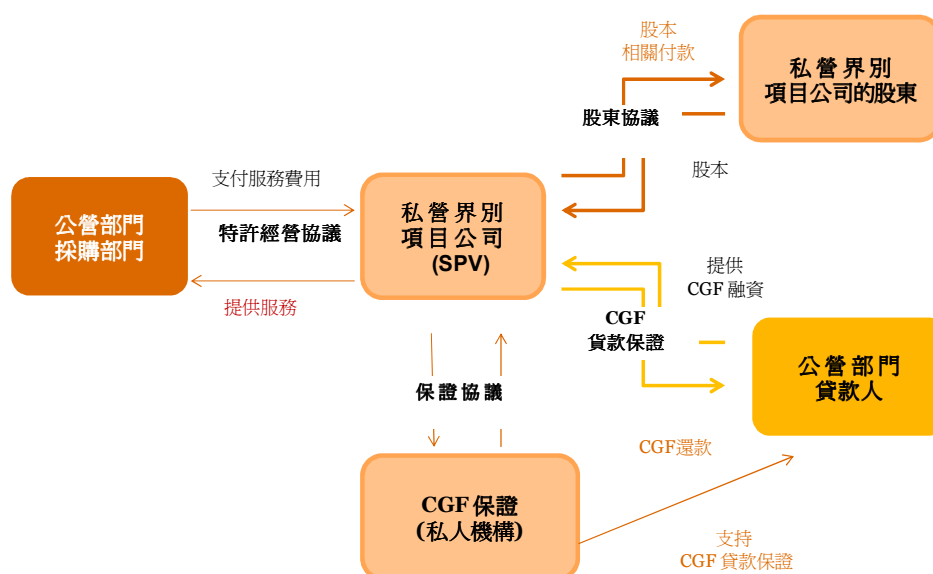 股本
相關付款
私營界別
項目公司的股東
股東協議
股本
支付服務費用
公營部門
採購部門
特許經營協議
提供服務
私營界別
項目公司
(SPV)
提供
CGF 融資
CGF
貸款保證
公營部門
貸款人
保證協議
CGF還款
CGF 保證
(私人機構)
支持
CGF 貸款保證